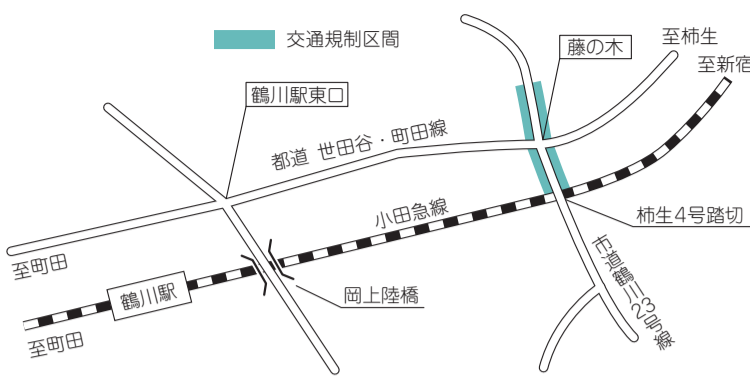 交通規制区間
藤の木
至柿生
至新宿
鶴川駅東口
都道 世田谷・町田線
小田急線
柿生4号踏切
至町田
鶴川駅
岡上陸橋
市道鶴川23号線
至町田